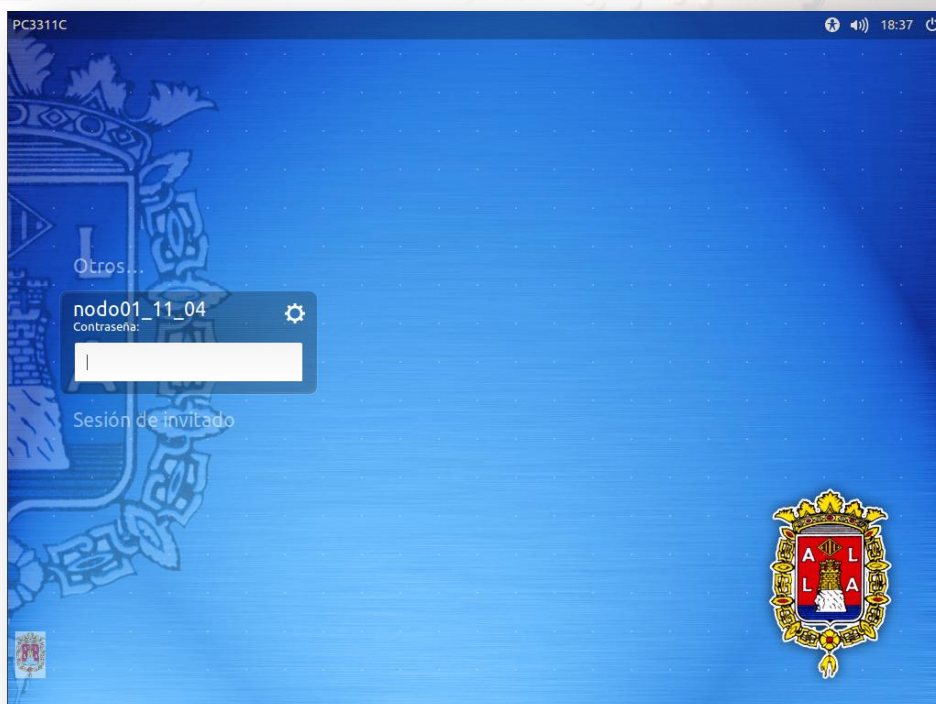 PC3311C
18:37
Otros...
nodo01_11_04
Contraseña:
Sesión de invitado
A L
L A
L
A